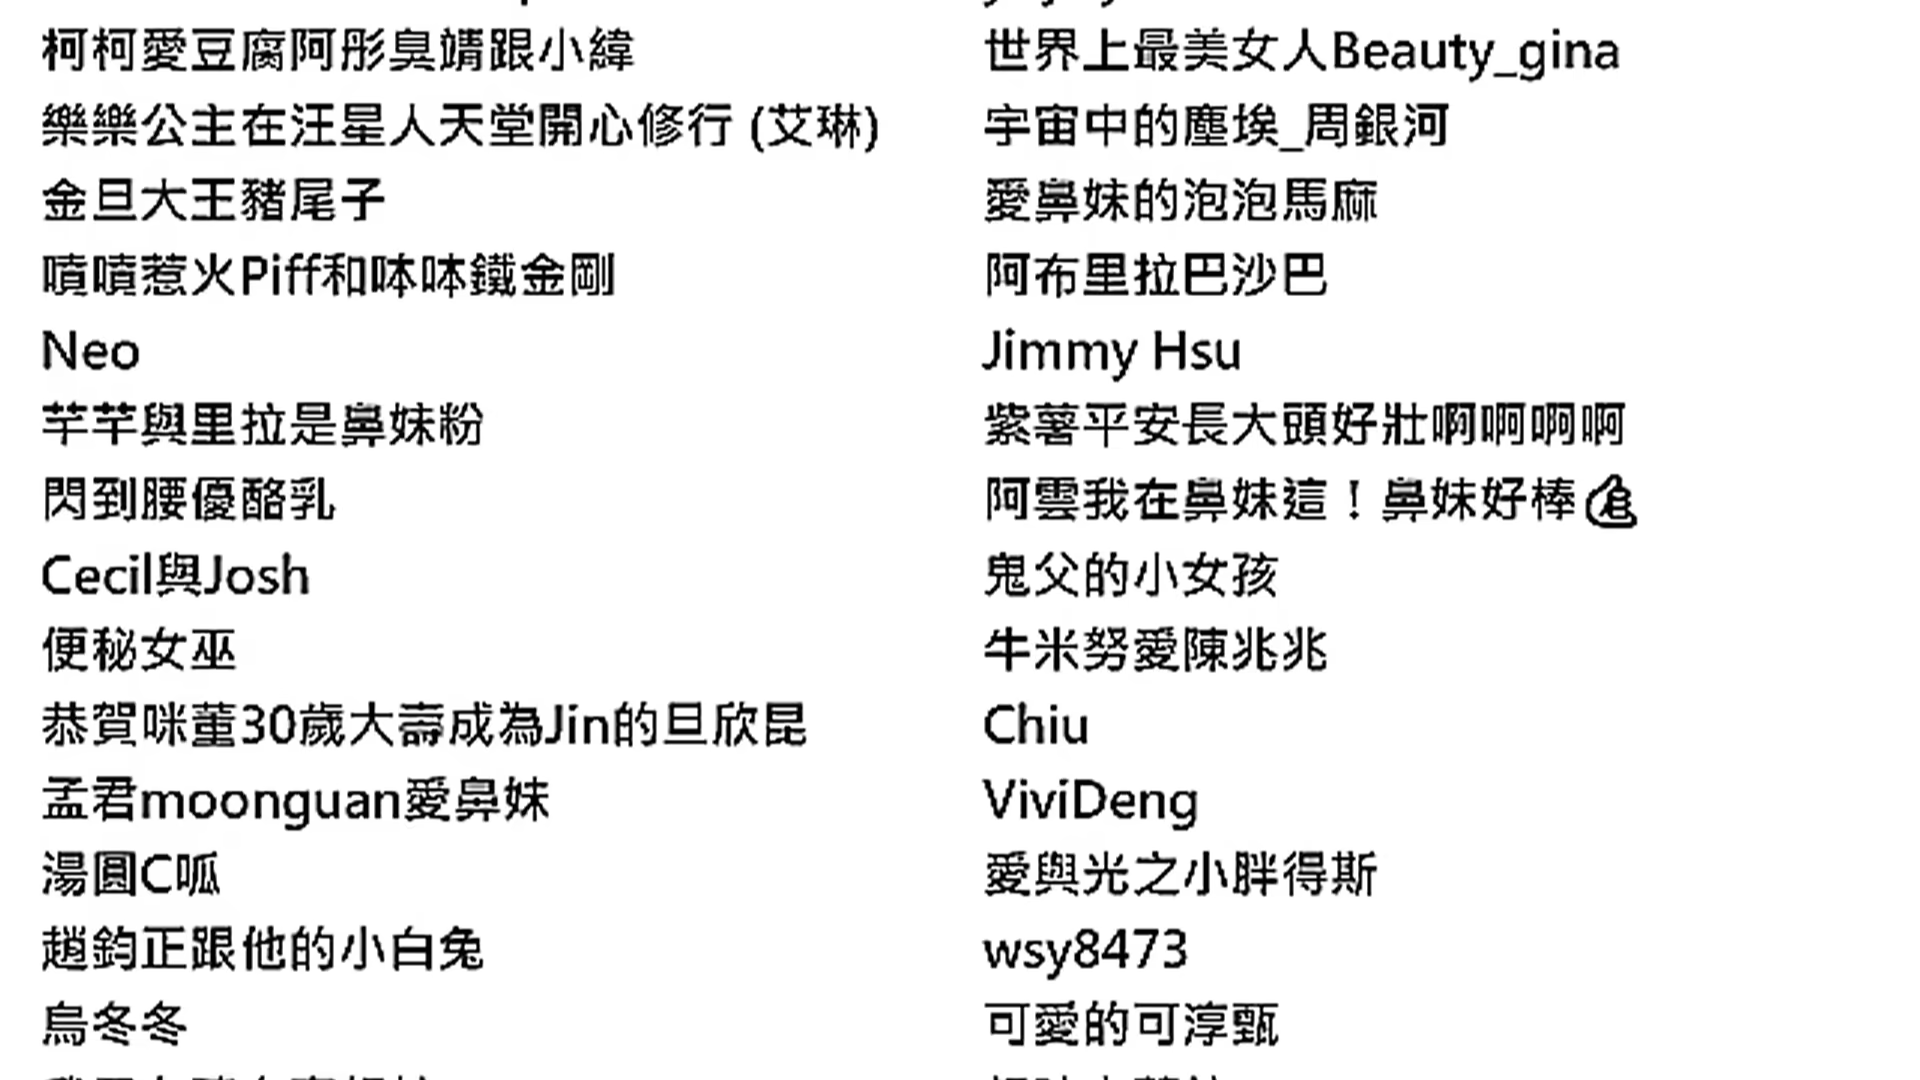 柯柯愛豆腐阿彤臭婧跟小緯
樂樂公主在汪星人天堂開心修行 (艾琳)
金旦大王豬尾子
噴噴惹火Piff和呠呠鐵金剛
Neo
芊芊與里拉是鼻妹粉
閃到腰優酪乳
Cecil與Josh
便秘女巫
恭賀咪董30歲大壽成為Jin的旦欣昆
孟君moonguan愛鼻妹
湯圓C呱
趙鈞正跟他的小白兔
烏冬冬
世界上最美女人Beauty_gina
宇宙中的塵埃_周銀河
愛鼻妹的泡泡馬麻
阿布里拉巴沙巴
Jimmy Hsu
紫薯平安長大頭好壯啊啊啊啊
阿雲我在鼻妹這！鼻妹好棒👍
鬼父的小女孩
牛米努愛陳兆兆
Chiu
ViviDeng
愛與光之小胖得斯
wsy8473
可愛的可淳甄